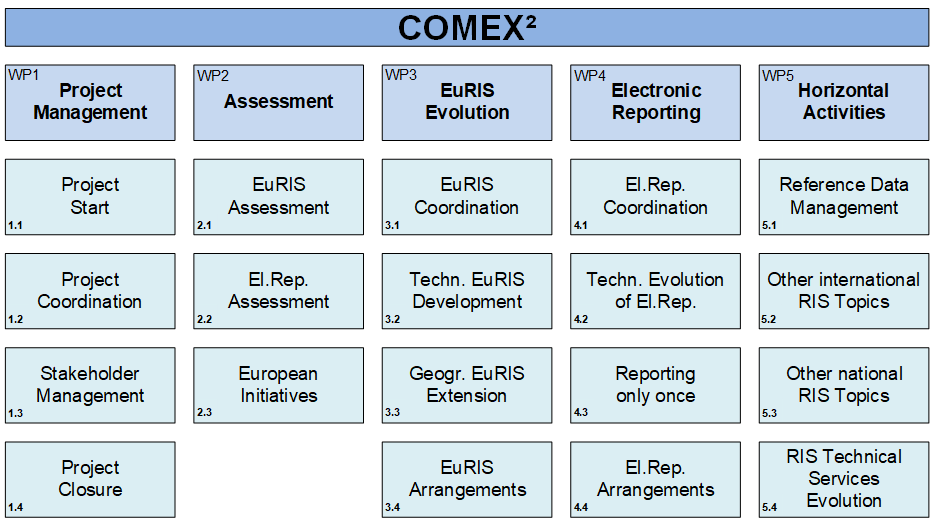 COMEX²
WP1
Project
Management
WP2
Assessment
WP3
EuRIS
Evolution
WP4
Electronic
Reporting
WP5
Horizontal
Activities
Project
Start
1.1
EuRIS
Assessment
2.1
EuRIS
Coordination
3.1
El.Rep.
Coordination
4.1
Reference Data
Management
5.1
Project
Coordination
1.2
El.Rep.
Assessment
2.2
Techn. EuRIS
Development
3.2
Techn. Evolution
of El.Rep.
4.2
Other international
RIS Topics
5.2
Stakeholder
Management
1.3
European
Initiatives
2.3
Geogr. EuRIS
Extension
3.3
Reporting
only once
4.3
Other national
RIS Topics
5.3
Project
Closure
1.4
EuRIS
Arrangements
3.4
El.Rep.
Arrangements
4.4
RIS Technical
Services
Evolution
5.4